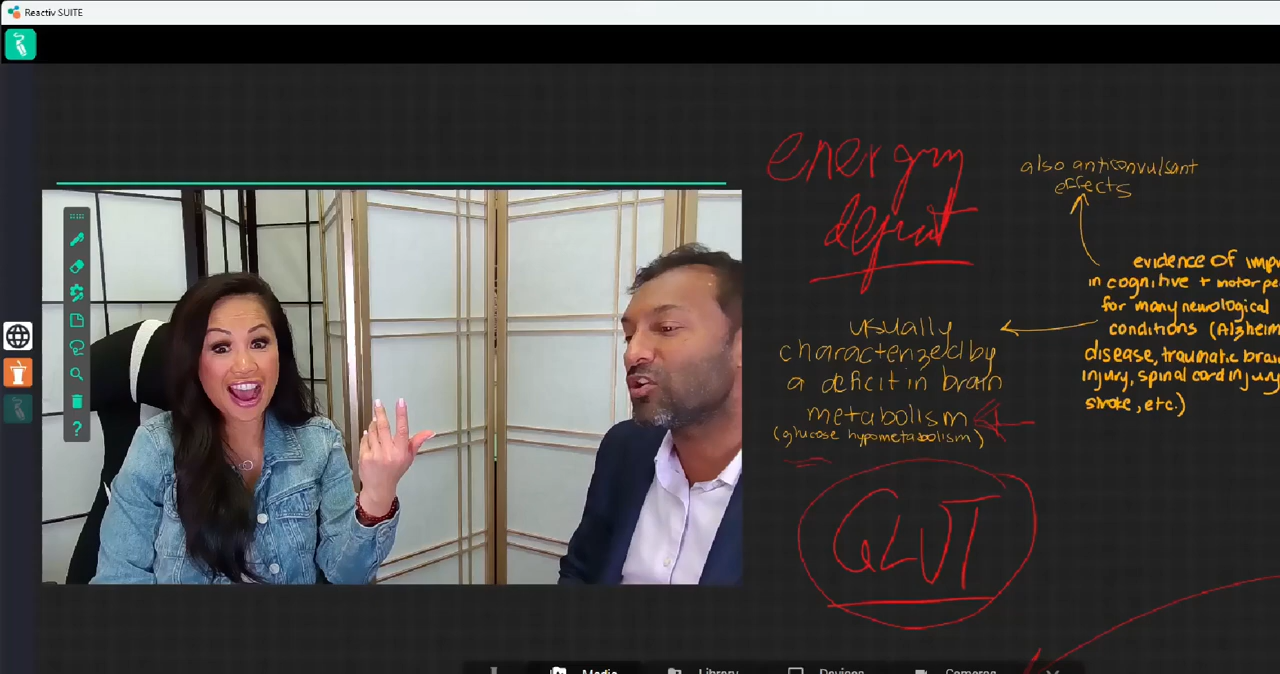 Reactiv SUITE
energy
deficit
also anticonvulsant
effects
evidence of impr
in cognitive + motor pe
for many neurological
conditions (Alzheim
disease, traumatic brai
injury, spinal cord injury
stroke, etc.)
usually
characterized by
a deficit in brain
metabolism
(glucose hypometabolism)
GLUT
?
Media
Library
Devices
Cameras